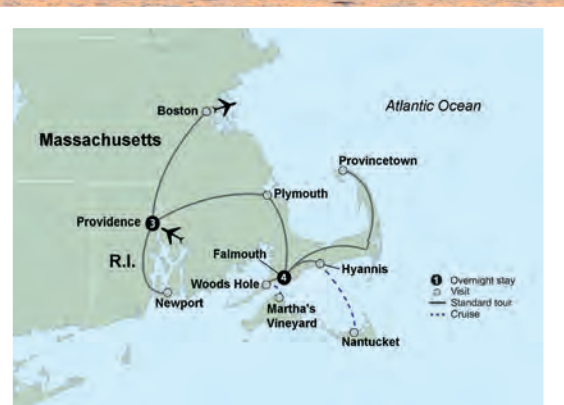 Boston
Atlantic Ocean
Massachusetts
Provincetown
Plymouth
Providence
3
R.I.
Falmouth
4
Hyannis
Woods Hole
Newport
Martha's
Vineyard
Nantucket
1 Overnight stay
Visit
Standard tour
Cruise